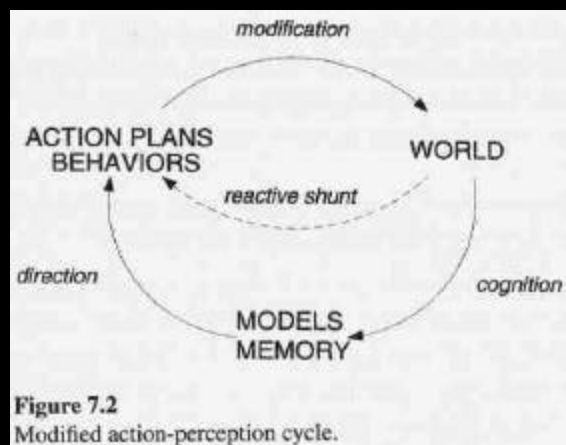 modification
ACTION PLANS
BEHAVIORS
WORLD
reactive shunt
direction
cognition
MODELS
MEMORY
Figure 7.2
Modified action-perception cycle.